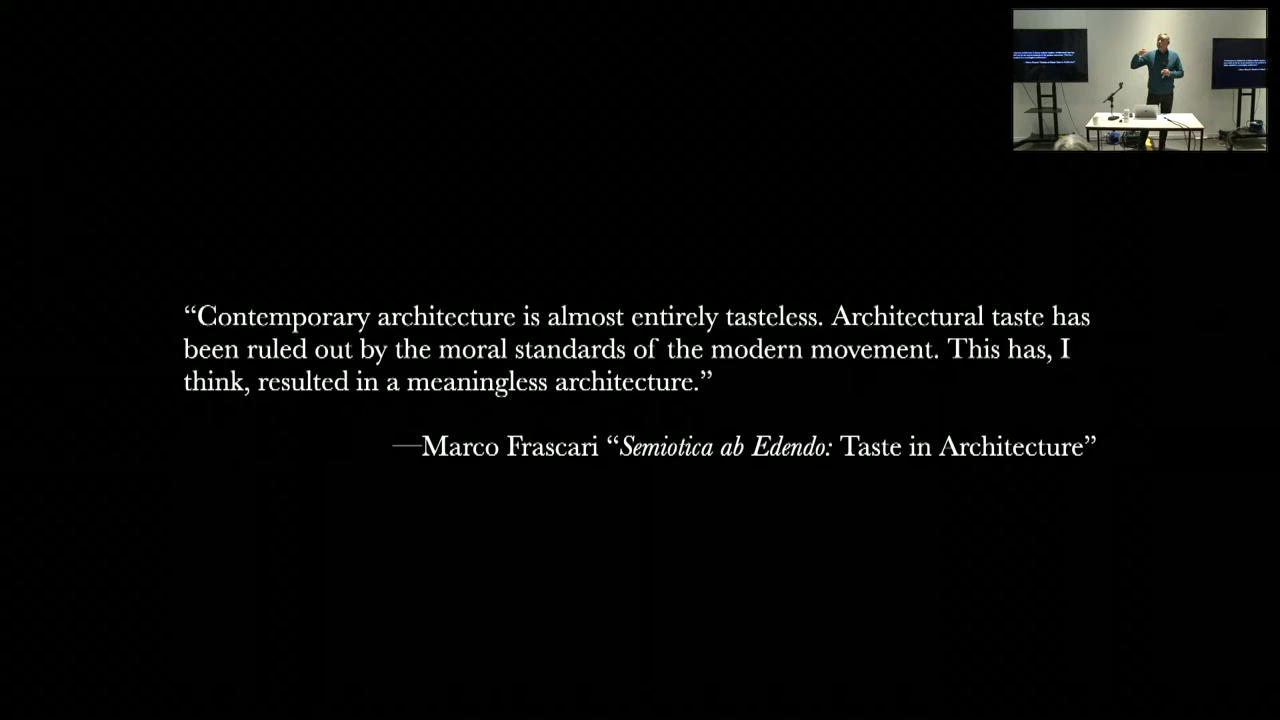 “Contemporary architecture is almost entirely tasteless. Architectural taste has
been ruled out by the moral standards of the modern movement. This has, I
think, resulted in a meaningless architecture.”
—Marco Frascari “Semiotica ab Edendo: Taste in Architecture”